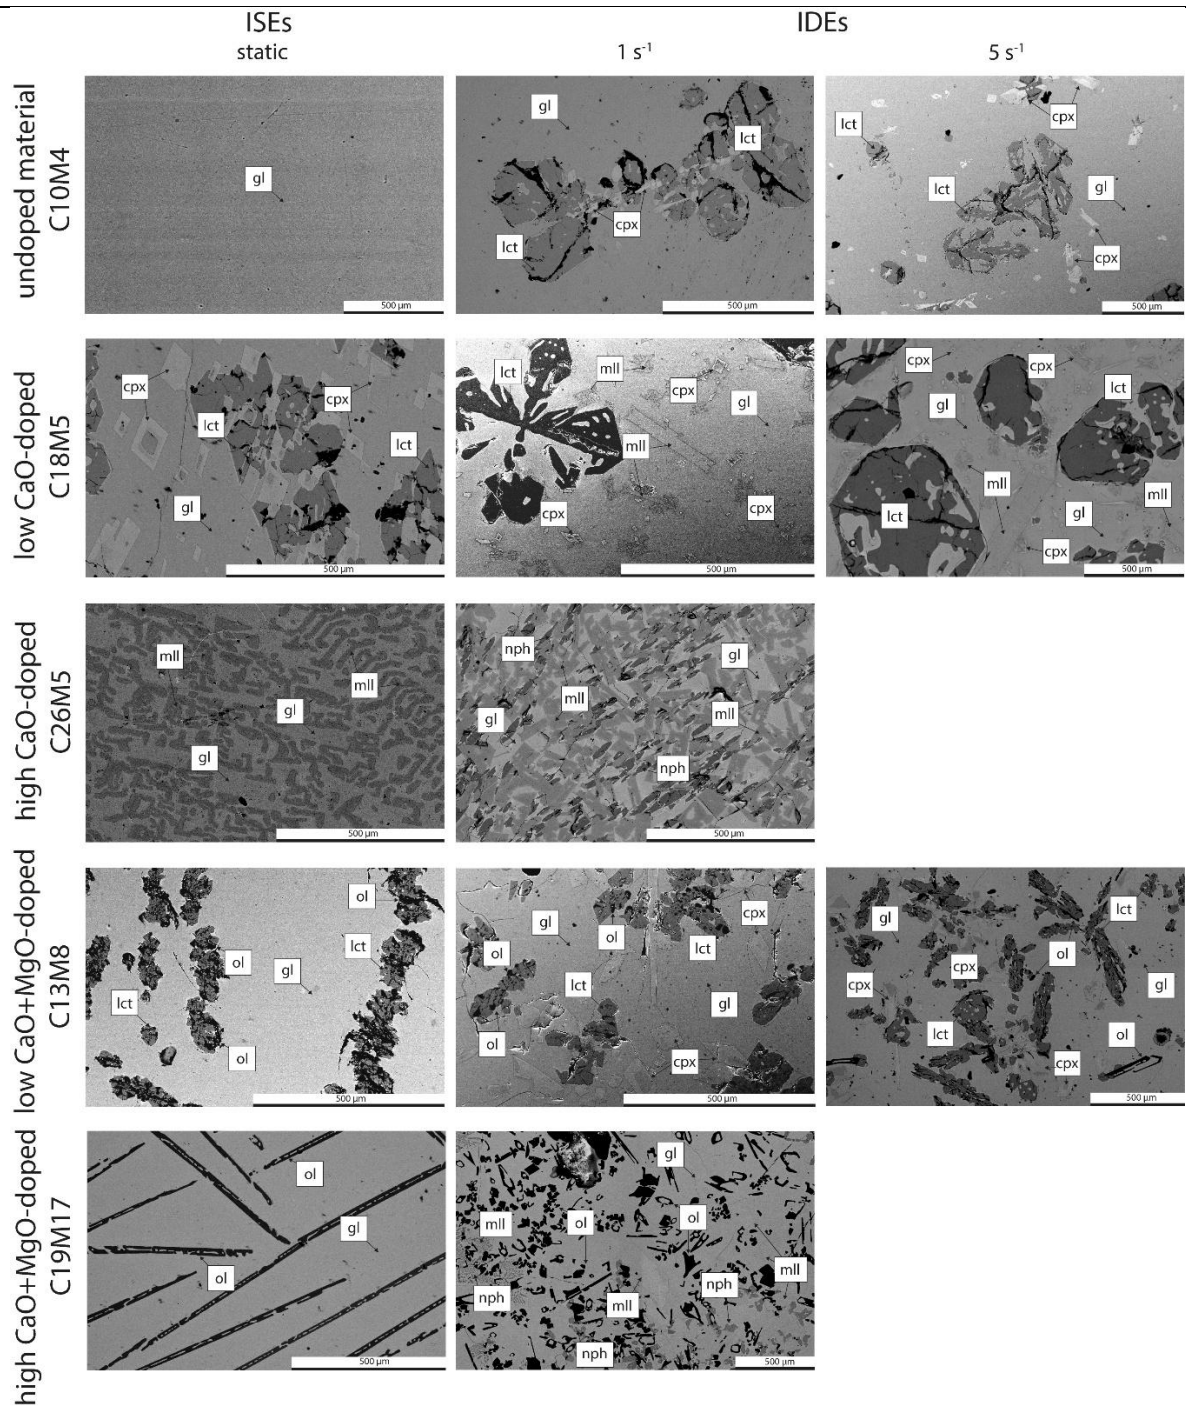 ISEs
IDEs
static
1 s⁻¹
5 s⁻¹
undoped material
C10M4
gl
500 µm
gl
lct
cpx
lct
500 µm
cpx
lct
lct
gl
cpx
500 µm
low CaO-doped
C18M5
cpx
cpx
lct
lct
gl
500 µm
lct
mll
cpx
gl
mll
cpx
cpx
500 µm
cpx
cpx
lct
gl
mll
mll
lct
gl
cpx
500 µm
high CaO-doped
C26M5
mll
mll
gl
gl
500 µm
nph
gl
mll
mll
gl
nph
500 µm
low CaO+MgO-doped
C13M8
ol
lct
ol
gl
lct
ol
500 µm
cpx
gl
ol
lct
ol
lct
gl
ol
cpx
500 µm
lct
gl
ol
cpx
cpx
gl
lct
ol
cpx
500 µm
high CaO+MgO-doped
C19M17
ol
gl
ol
500 µm
gl
mll
ol
ol
mll
nph
nph
mll
nph
500 µm